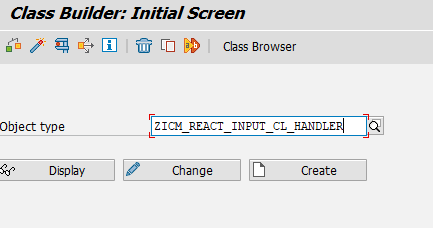 Class Builder: Initial Screen
Class Browser
Object type ZICM_REACT_INPUT_CL_HANDLER
Display Change Create